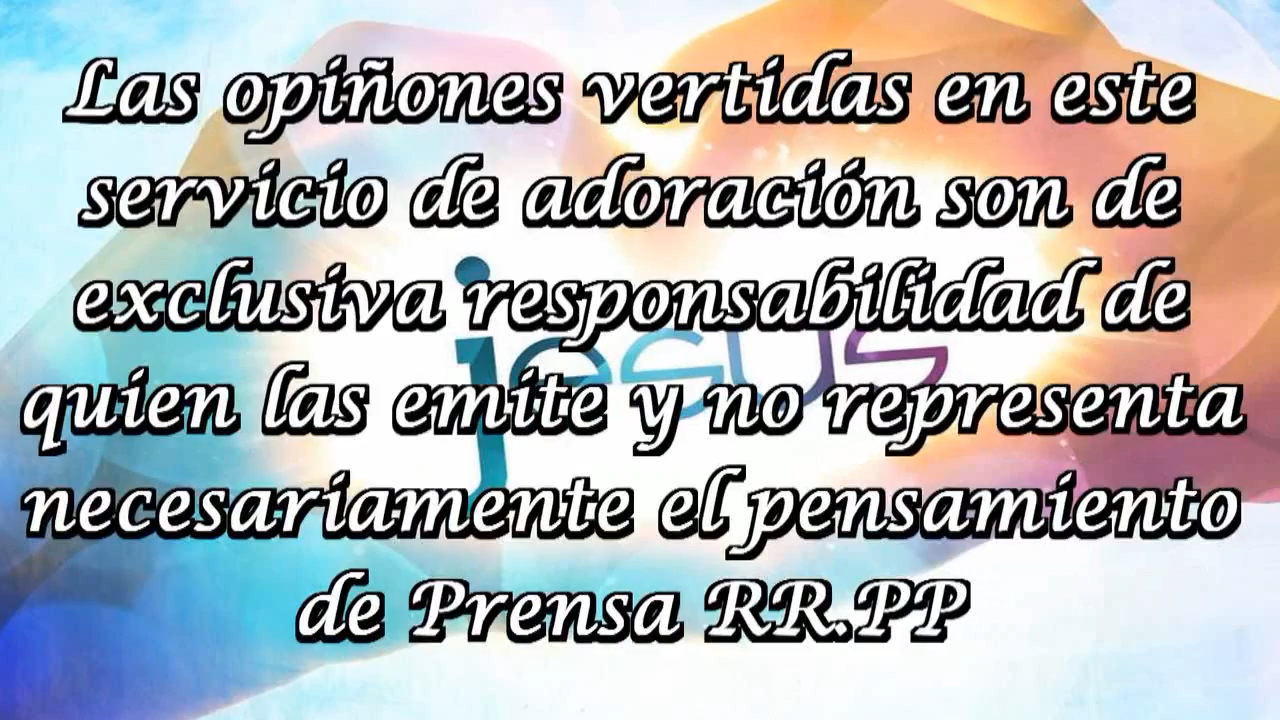 Las opiñones vertidas en este
servicio de adoración son de
exclusiva responsabilidad de
jesus
quien las emite y no representa
necesariamente el pensamiento
de Prensa RR.PP